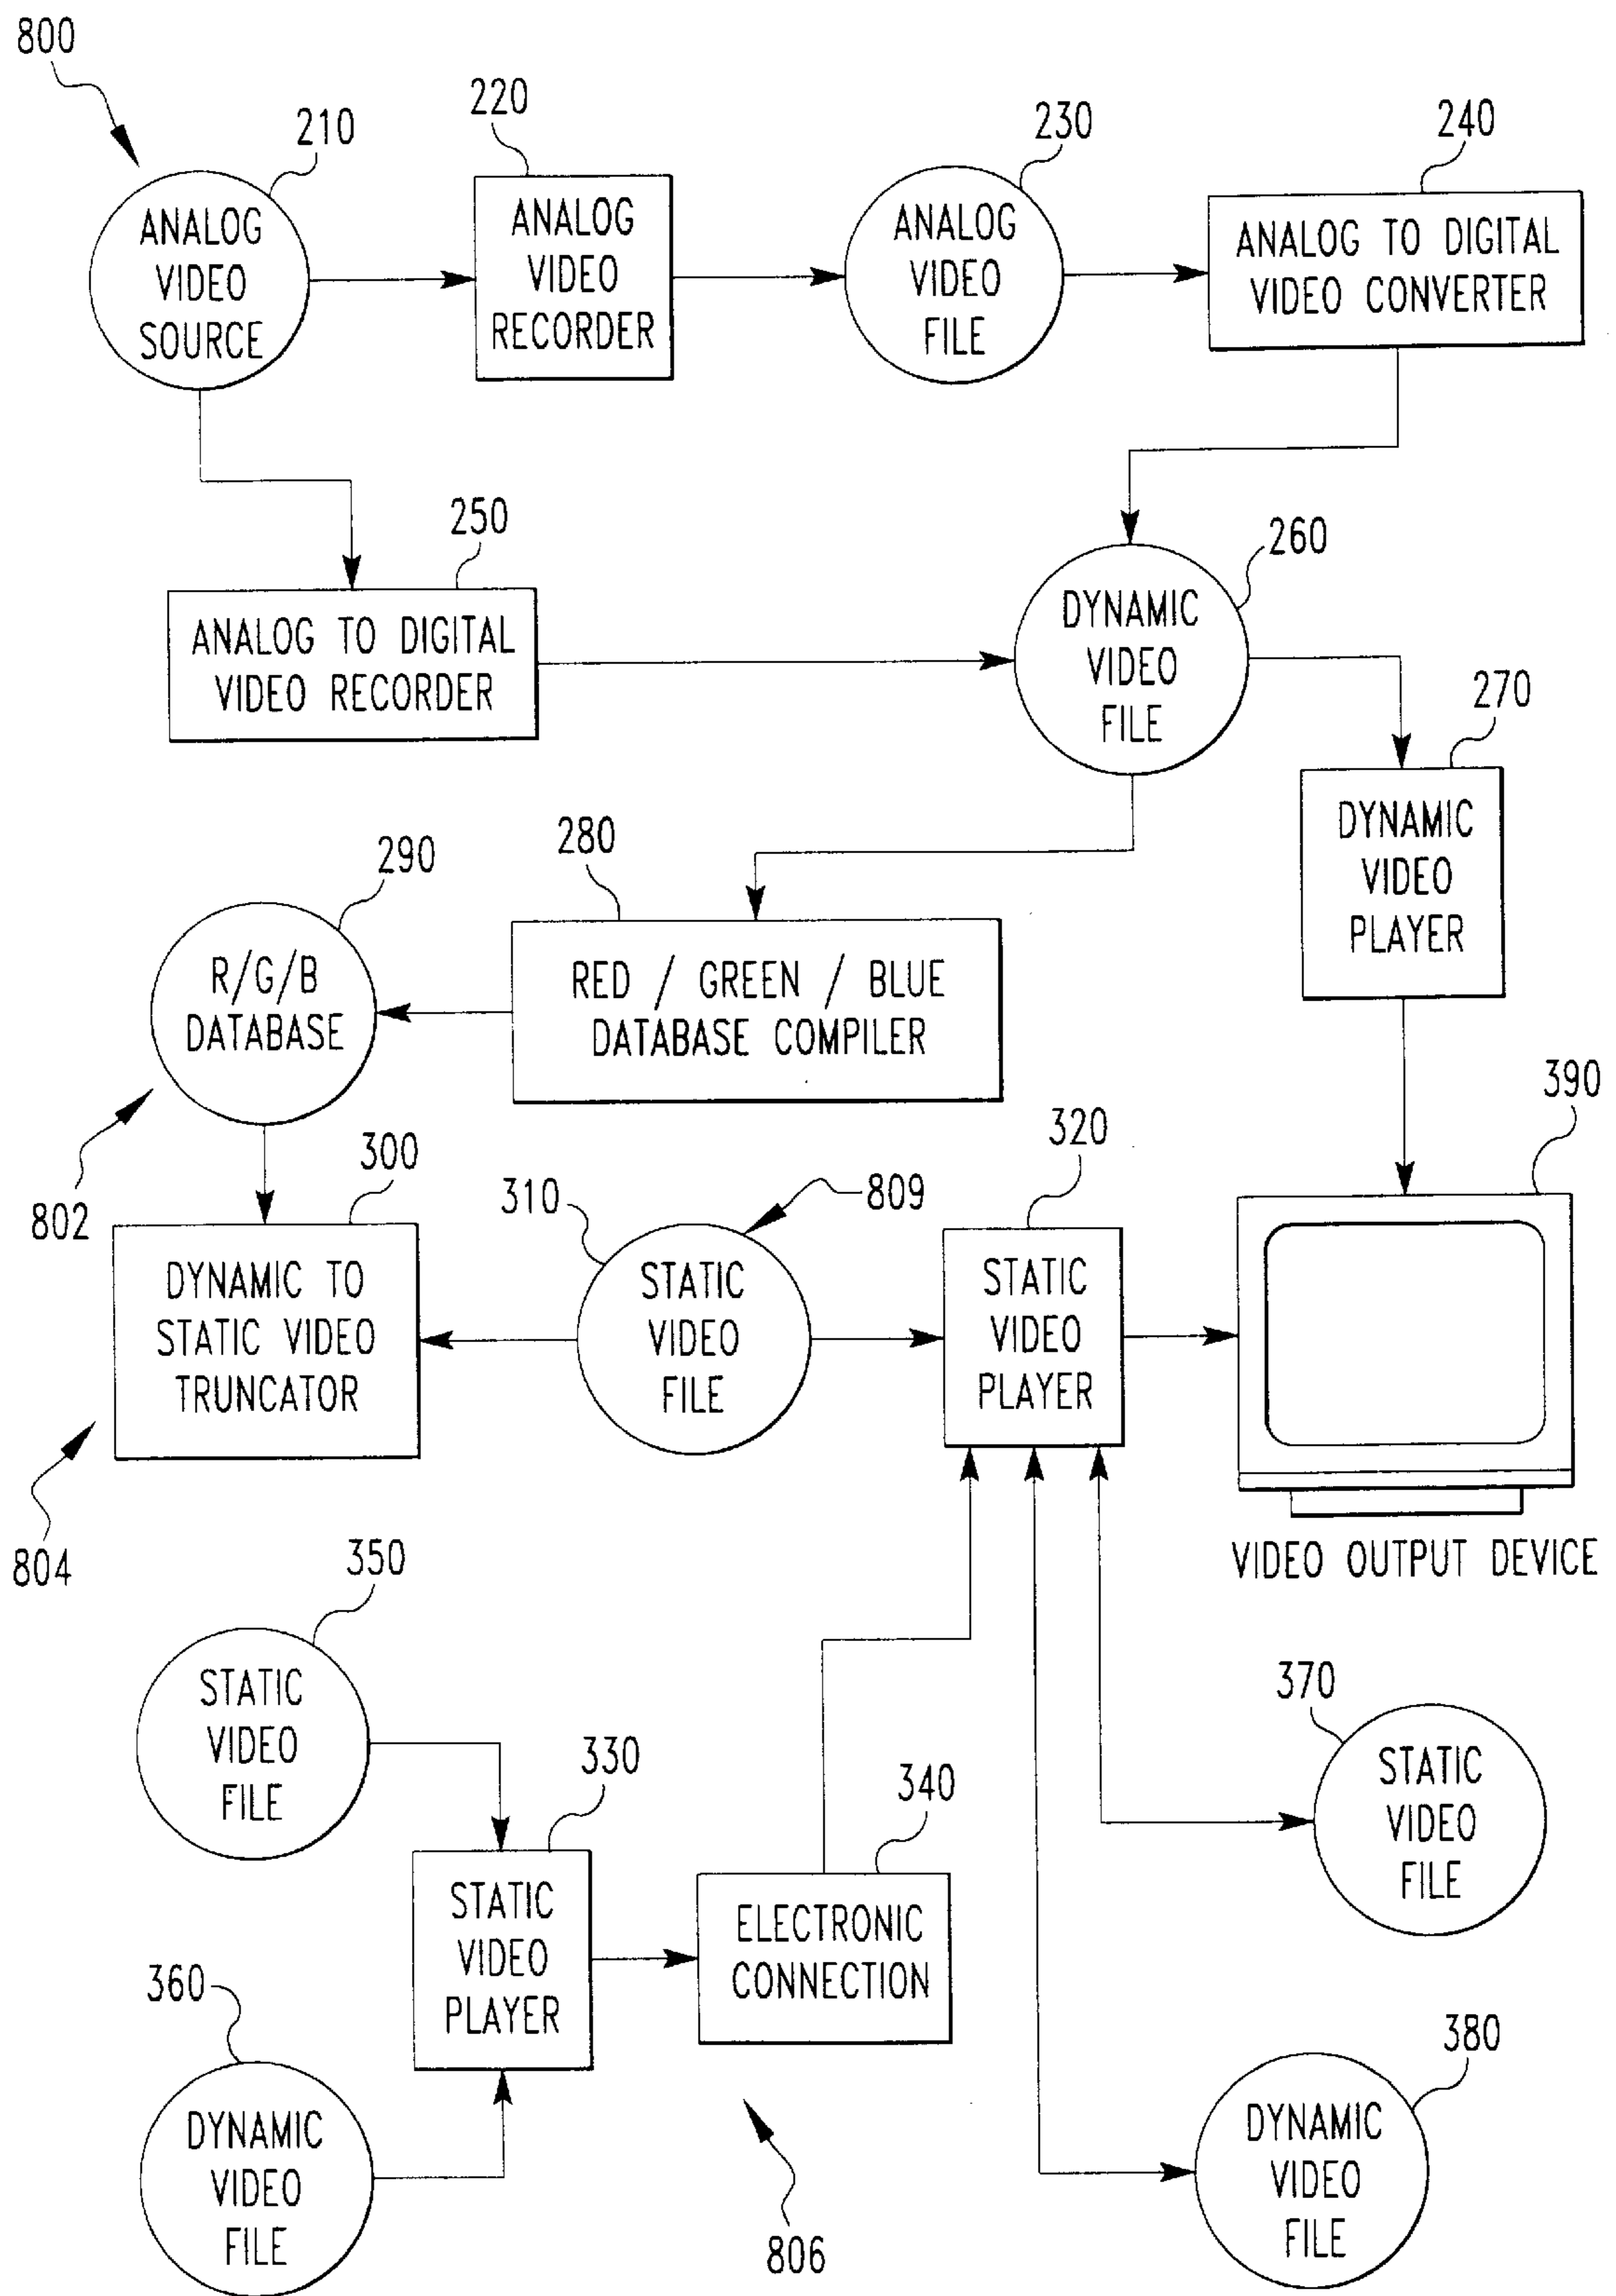 800
210
220
230
240
ANALOG
VIDEO
SOURCE
ANALOG
VIDEO
RECORDER
ANALOG
VIDEO
FILE
ANALOG TO DIGITAL
VIDEO CONVERTER
250
260
ANALOG TO DIGITAL
VIDEO RECORDER
DYNAMIC
VIDEO
FILE
270
DYNAMIC
VIDEO
PLAYER
280
290
R/G/B
DATABASE
RED / GREEN / BLUE
DATABASE COMPILER
802
300
310
809
320
390
DYNAMIC TO
STATIC VIDEO
TRUNCATOR
STATIC
VIDEO
FILE
STATIC
VIDEO
PLAYER
VIDEO OUTPUT DEVICE
804
350
STATIC
VIDEO
FILE
330
340
370
STATIC
VIDEO
FILE
STATIC
VIDEO
PLAYER
ELECTRONIC
CONNECTION
360
380
DYNAMIC
VIDEO
FILE
806
DYNAMIC
VIDEO
FILE